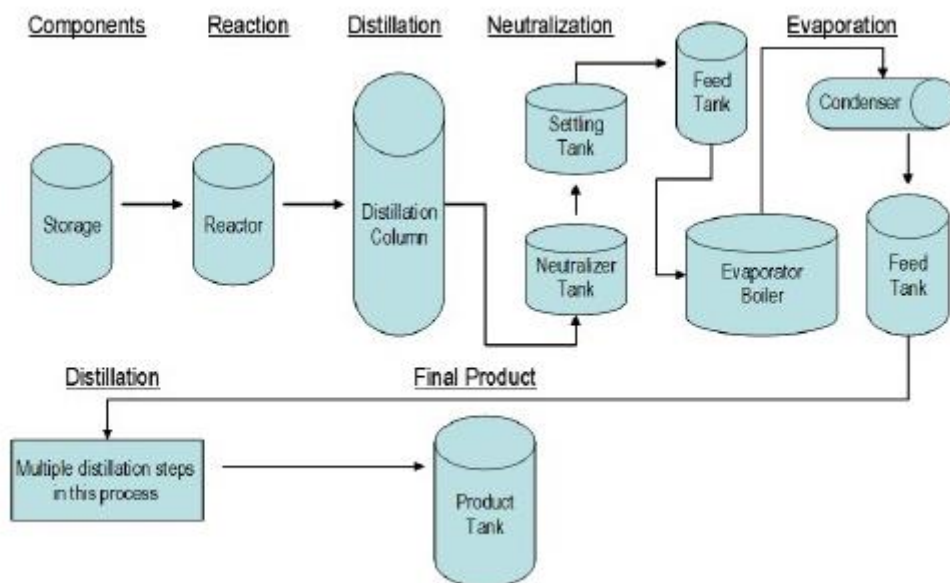 Components
Reaction
Distillation
Neutralization
Evaporation
Storage
Reactor
Distillation
Column
Settling
Tank
Neutralizer
Tank
Feed
Tank
Evaporator
Boiler
Condenser
Feed
Tank
Distillation
Final Product
Multiple distillation steps
in this process
Product
Tank